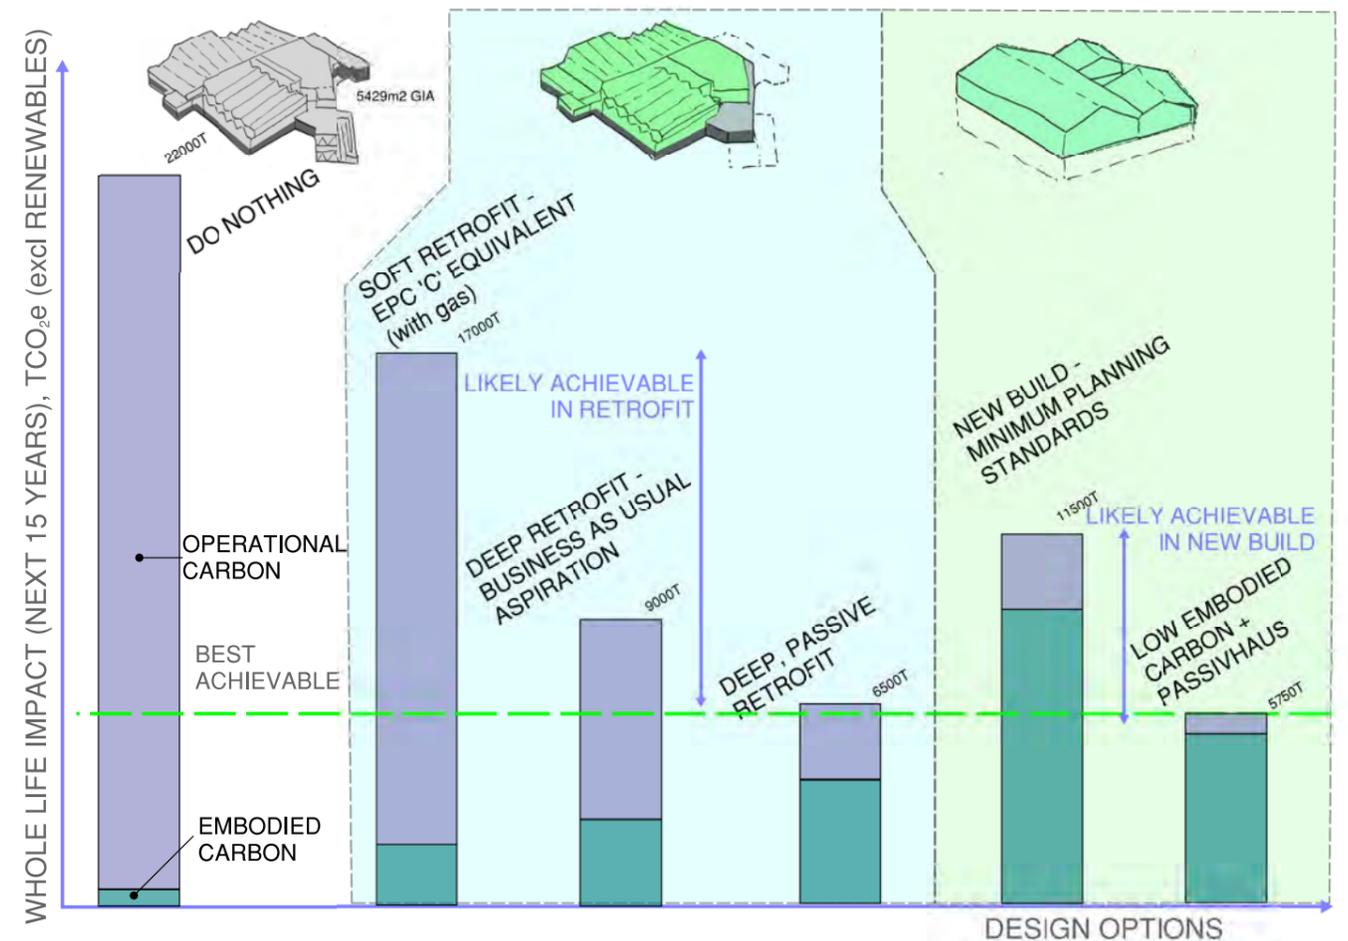 WHOLE LIFE IMPACT (NEXT 15 YEARS), TCO₂e (excl RENEWABLES)
5429m2 GIA
22000T
DO NOTHING
SOFT RETROFIT -
EPC 'C' EQUIVALENT
(with gas)
17000T
LIKELY ACHIEVABLE
IN RETROFIT
DEEP RETROFIT -
BUSINESS AS USUAL
ASPIRATION
9000T
DEEP, PASSIVE
RETROFIT
6500T
NEW BUILD -
MINIMUM PLANNING
STANDARDS
11500T
LIKELY ACHIEVABLE
IN NEW BUILD
LOW EMBODIED
CARBON +
PASSIVHAUS
5750T
OPERATIONAL
CARBON
BEST
ACHIEVABLE
EMBODIED
CARBON
DESIGN OPTIONS